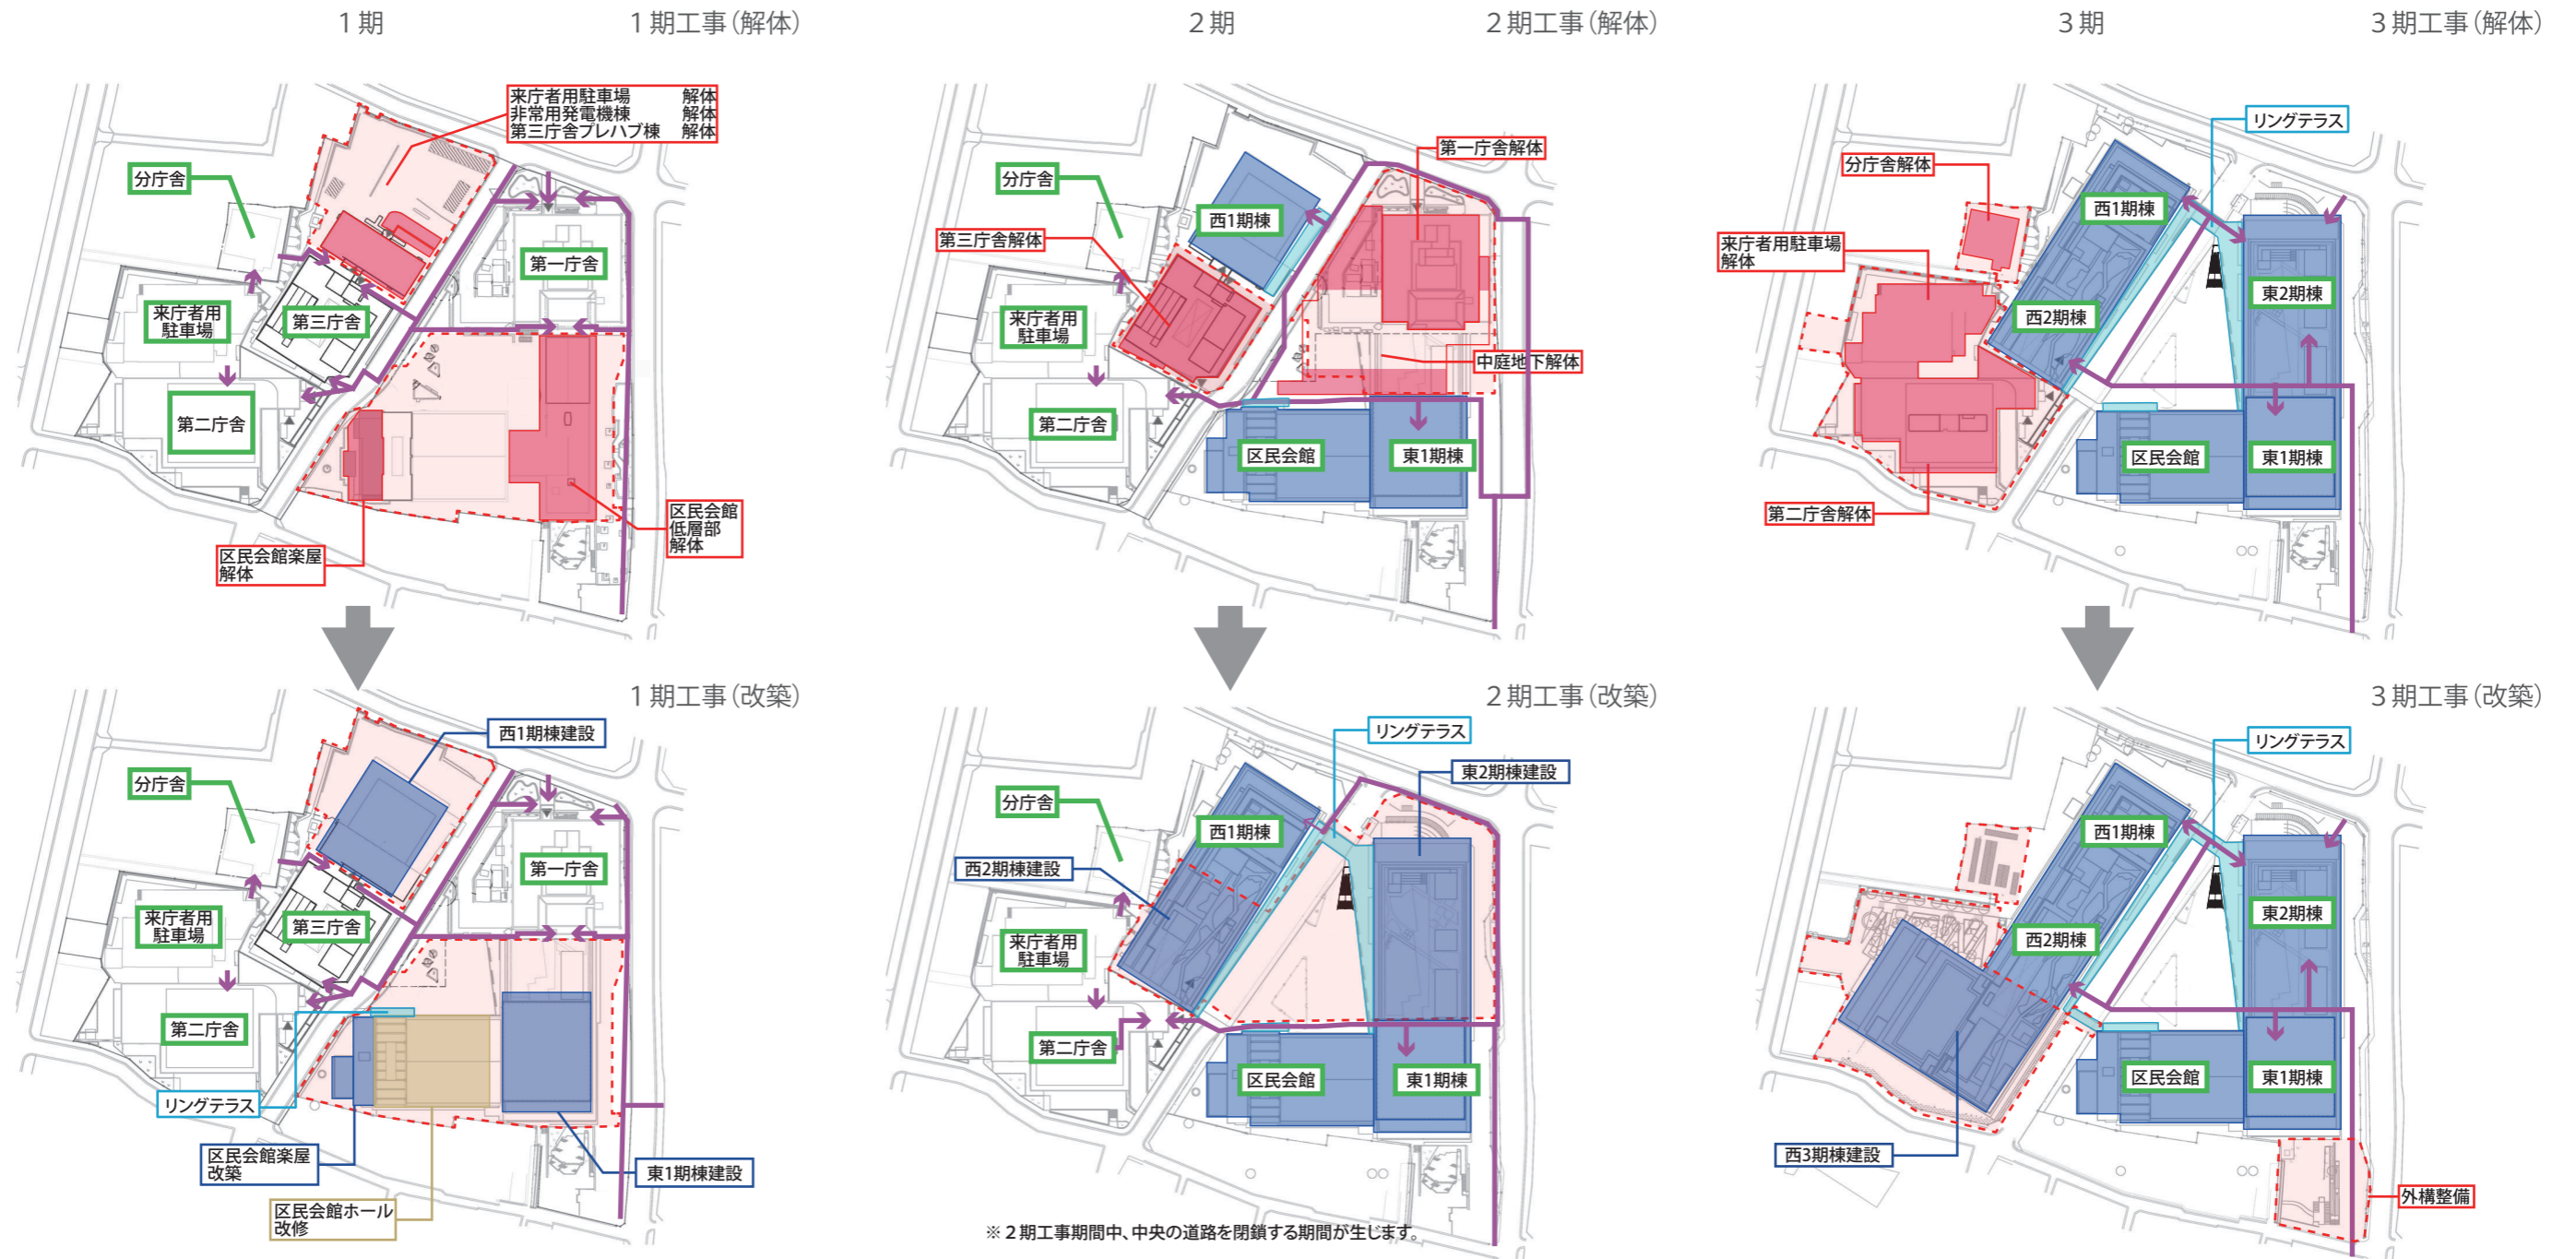 1期
1期工事（解体）
来庁者用駐車場 解体
非常用発電機棟 解体
第三庁舎プレハブ棟 解体
分庁舎
第一庁舎
来庁者用
駐車場
第三庁舎
第二庁舎
区民会館
低層部
解体
区民会館楽屋
解体
2期
2期工事（解体）
第一庁舎解体
分庁舎
西1期棟
第三庁舎解体
来庁者用
駐車場
中庭地下解体
第二庁舎
区民会館
東1期棟
3期
3期工事（解体）
リングテラス
分庁舎解体
西1期棟
来庁者用駐車場
解体
東2期棟
西2期棟
区民会館
東1期棟
第二庁舎解体
1期工事（改築）
西1期棟建設
分庁舎
第一庁舎
来庁者用
駐車場
第三庁舎
第二庁舎
リングテラス
区民会館楽屋
改築
東1期棟建設
区民会館ホール
改修
2期工事（改築）
リングテラス
東2期棟建設
分庁舎
西1期棟
西2期棟建設
来庁者用
駐車場
第二庁舎
区民会館
東1期棟
※2期工事期間中、中央の道路を閉鎖する期間が生じます。
3期工事（改築）
リングテラス
西1期棟
東2期棟
西2期棟
区民会館
東1期棟
西3期棟建設
外構整備